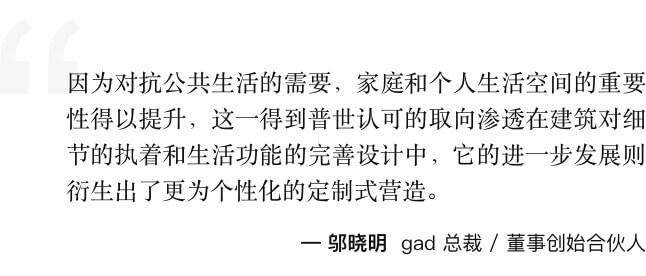 “
因为对抗公共生活的需要，家庭和个人生活空间的重要
性得以提升，这一得到普世认可的取向渗透在建筑对细
节的执着和生活功能的完善设计中，它的进一步发展则
衍生出了更为个性化的定制式营造。
— 邬晓明 gad 总裁 / 董事创始合伙人